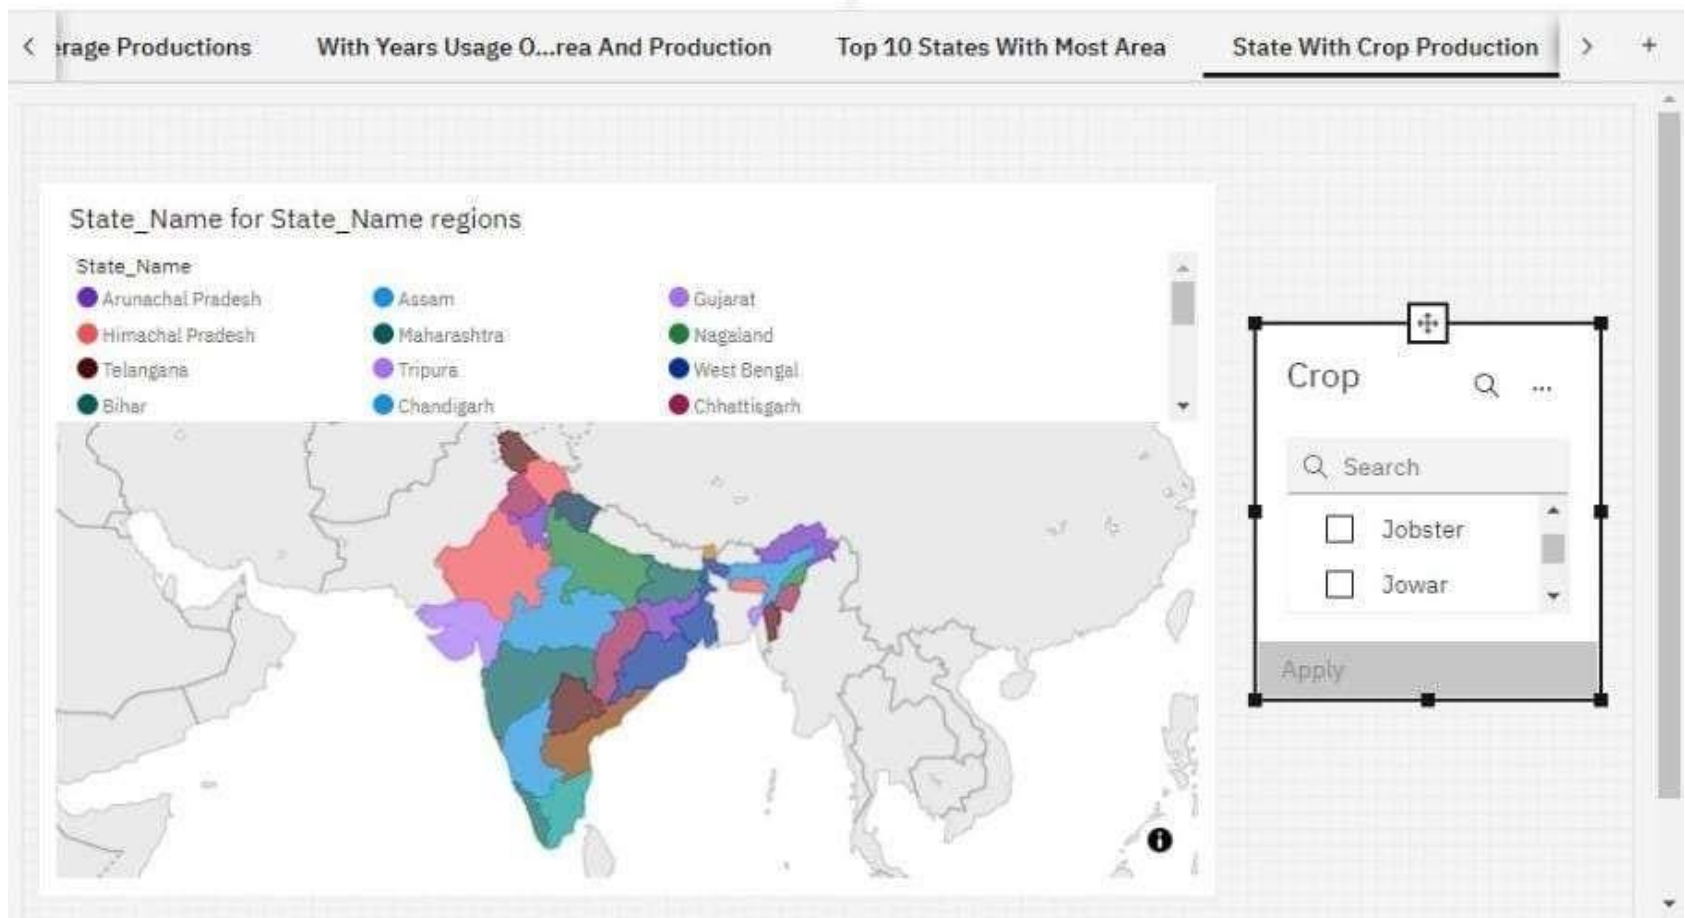 erage Productions With Years Usage O...rea And Production Top 10 States With Most Area State With Crop Production
State_Name for State_Name regions
State_Name
Arunachal Pradesh Assam Gujarat
Himachal Pradesh Maharashtra Nagaland
Telangana Tripura West Bengal
Bihar Chandigarh Chhattisgarh
Crop ...
Search
Jobster
Jowar
Apply